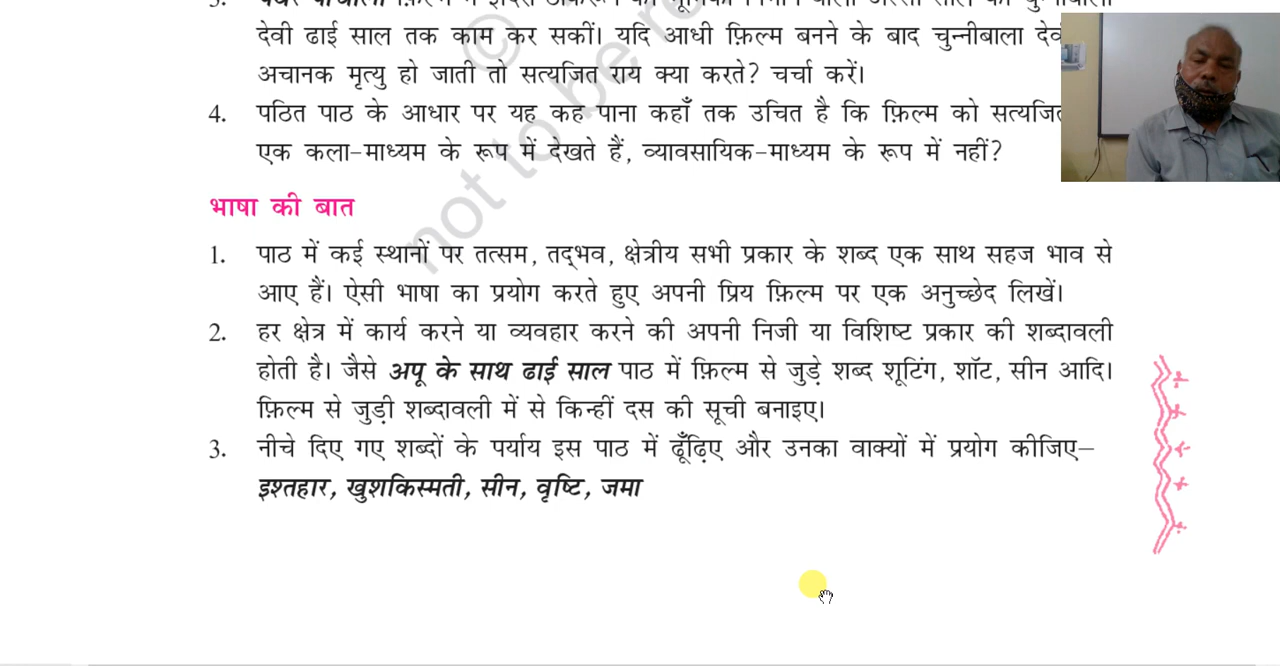 देवी ढाई साल तक काम कर सकीं। यदि आधी फ़िल्म बनने के बाद चुन्नीबाला
अचानक मृत्यु हो जाती तो सत्यजित राय क्या करते? चर्चा करें।
4. पठित पाठ के आधार पर यह कह पाना कहाँ तक उचित है कि फ़िल्म को
एक कला-माध्यम के रूप में देखते हैं, व्यावसायिक-माध्यम के रूप में नहीं?
भाषा की बात
1. पाठ में कई स्थानों पर तत्सम, तद्भव, क्षेत्रीय सभी प्रकार के शब्द एक साथ सहज भाव से
आए हैं। ऐसी भाषा का प्रयोग करते हुए अपनी प्रिय फ़िल्म पर एक अनुच्छेद लिखें।
2. हर क्षेत्र में कार्य करने या व्यवहार करने की अपनी निजी या विशिष्ट प्रकार की शब्दावली
होती है। जैसे अपू के साथ ढाई साल पाठ में फ़िल्म से जुड़े शब्द शूटिंग, शॉट, सीन आदि।
फ़िल्म से जुड़ी शब्दावली में से किन्हीं दस की सूची बनाइए।
3. नीचे दिए गए शब्दों के पर्याय इस पाठ में ढूँढ़िए और उनका वाक्यों में प्रयोग कीजिए–
इश्तहार, खुशकिस्मती, सीन, वृष्टि, जमा
© not to be